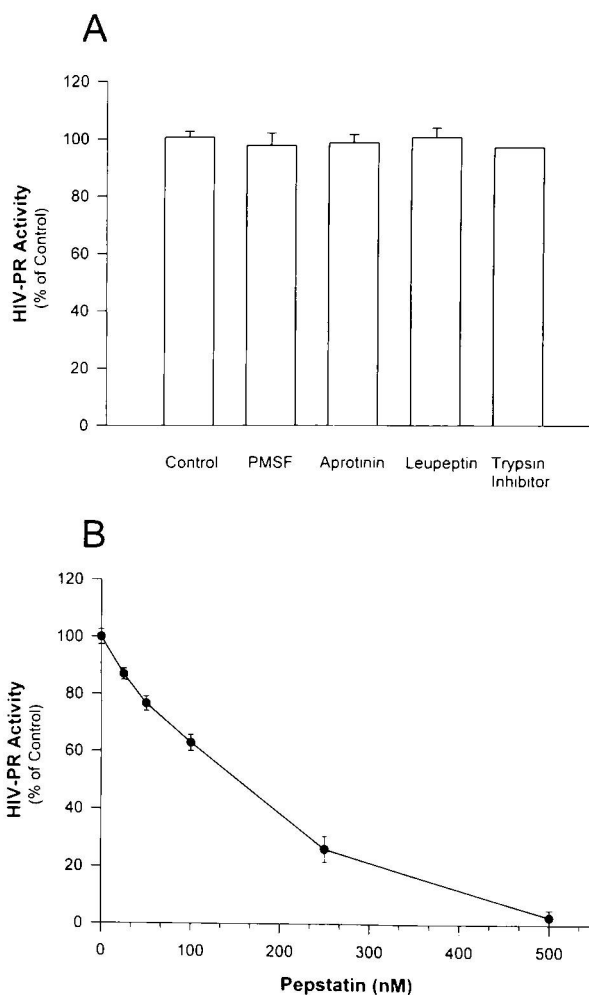 A
120
100
80
60
40
20
0
HIV-PR Activity
(% of Control)
Control PMSF Aprotinin Leupeptin Trypsin
Inhibitor
B
120
100
80
60
40
20
0
HIV-PR Activity
(% of Control)
0 100 200 300 400 500
Pepstatin (nM)